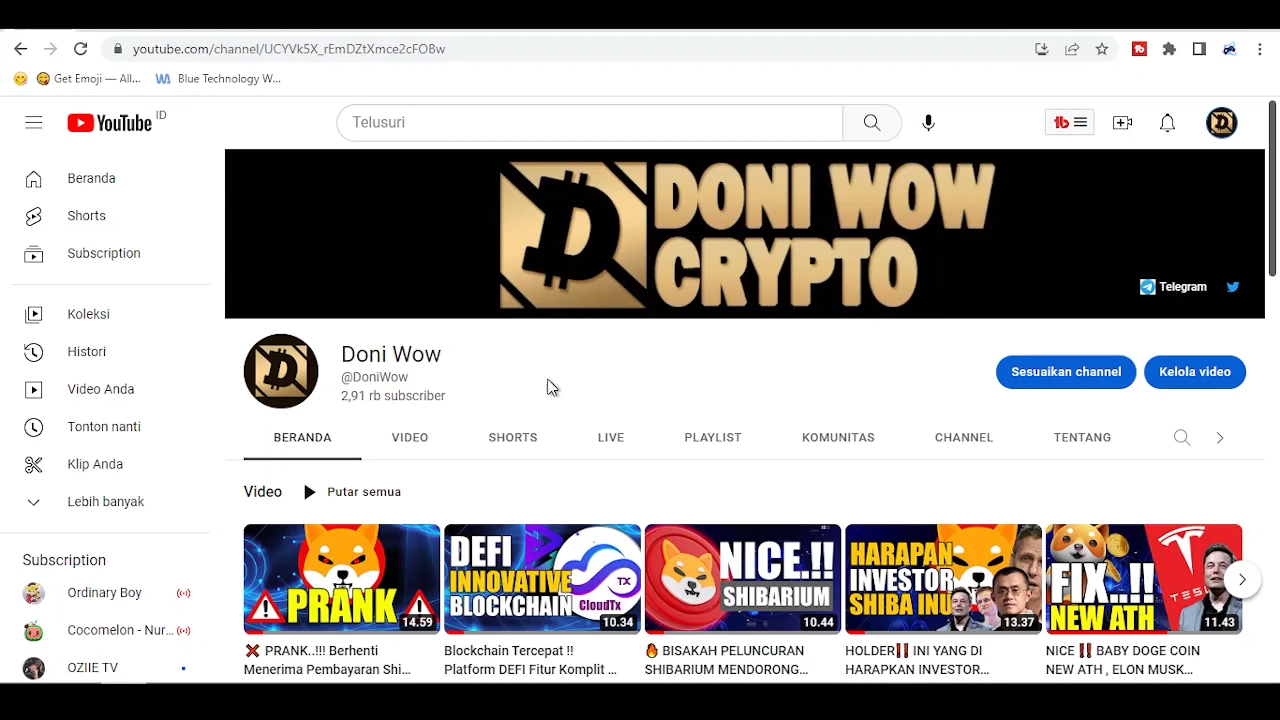 youtube.com/channel/UCYVk5X_rEmDZtXmce2cFOBw
Get Emoji — All...
Blue Technology W...
YouTube ID
Telusuri
Beranda
Shorts
Subscription
Koleksi
Histori
Video Anda
Tonton nanti
Klip Anda
Lebih banyak
Subscription
Ordinary Boy
Cocomelon - Nur...
OZIIE TV
DONI WOW
CRYPTO
Telegram
Doni Wow
@DoniWow
2,91 rb subscriber
Sesuaikan channel
Kelola video
BERANDA
VIDEO
SHORTS
LIVE
PLAYLIST
KOMUNITAS
CHANNEL
TENTANG
Video
Putar semua
PRANK
14.59
❌ PRANK..!!! Berhenti
Menerima Pembayaran Shi...
DEFI
INNOVATIVE
BLOCKCHAIN
CloudTx
TX
10.34
Blockchain Tercepat !!
Platform DEFI Fitur Komplit ...
NICE.!!
SHIBARIUM
10.44
🔥 BISAKAH PELUNCURAN
SHIBARIUM MENDORONG...
HARAPAN
INVESTOR
SHIBA INU
13.37
HOLDER‼️ INI YANG DI
HARAPKAN INVESTOR...
FIX..!!
NEW ATH
TESL
11.43
NICE ‼️ BABY DOGE COIN
NEW ATH , ELON MUSK...